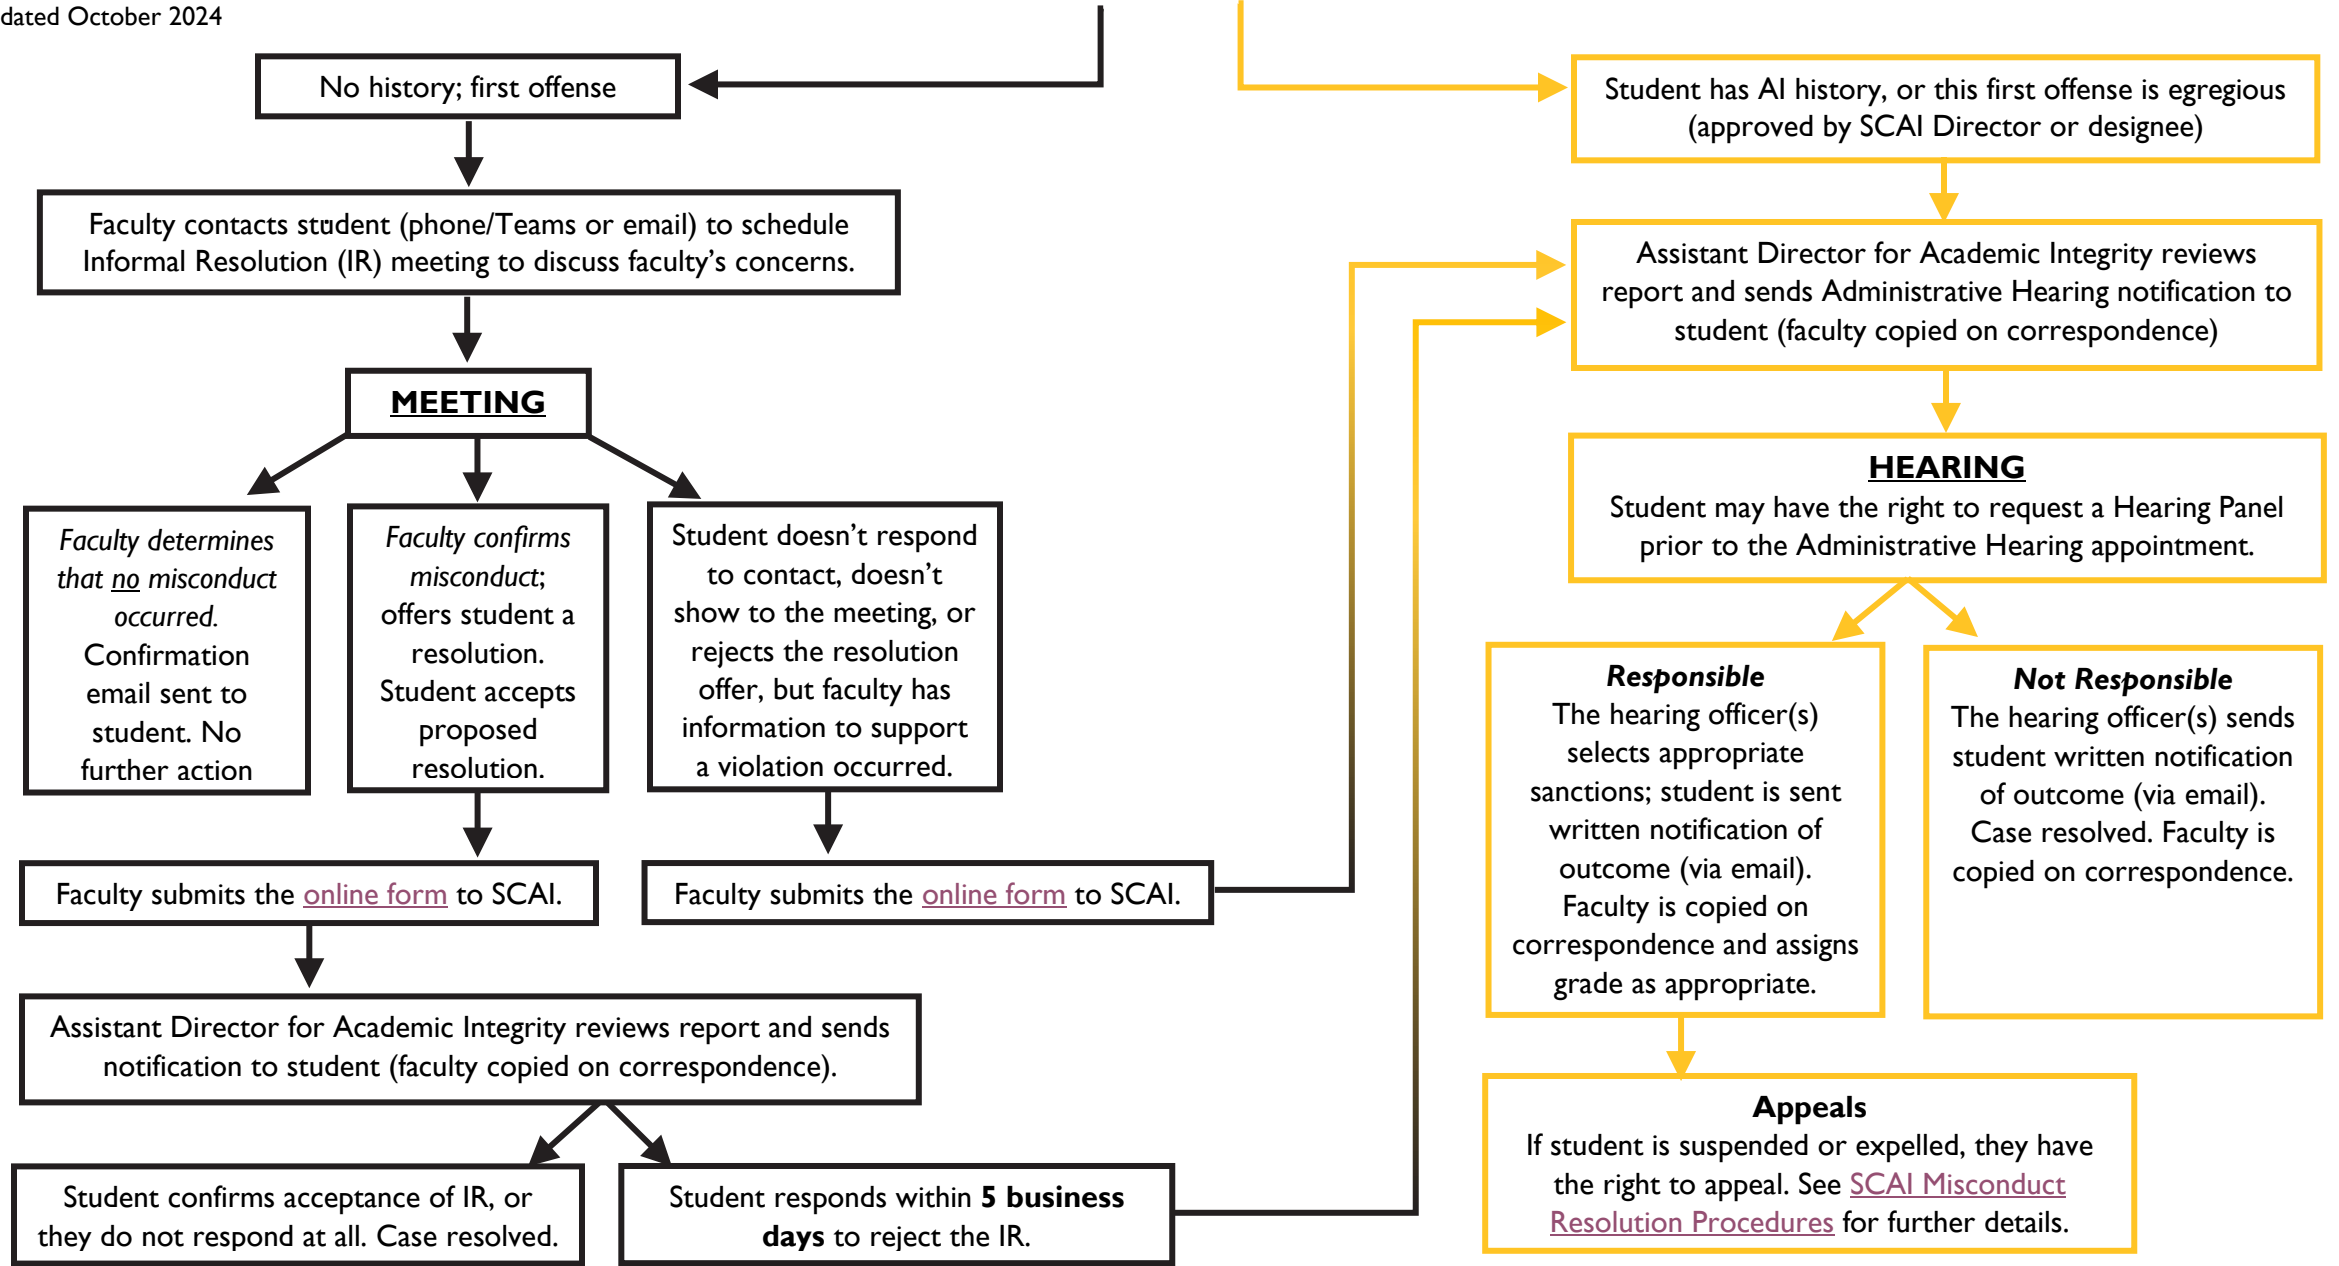 dated October 2024
No history; first offense
Faculty contacts student (phone/Teams or email) to schedule
Informal Resolution (IR) meeting to discuss faculty’s concerns.
MEETING
Faculty determines
that no misconduct
occurred.
Confirmation
email sent to
student. No
further action
Faculty confirms
misconduct;
offers student a
resolution.
Student accepts
proposed
resolution.
Student doesn’t respond
to contact, doesn’t
show to the meeting, or
rejects the resolution
offer, but faculty has
information to support
a violation occurred.
Faculty submits the online form to SCAI.
Faculty submits the online form to SCAI.
Assistant Director for Academic Integrity reviews report and sends
notification to student (faculty copied on correspondence).
Student confirms acceptance of IR, or
they do not respond at all. Case resolved.
Student responds within 5 business
days to reject the IR.
Student has AI history, or this first offense is egregious
(approved by SCAI Director or designee)
Assistant Director for Academic Integrity reviews
report and sends Administrative Hearing notification to
student (faculty copied on correspondence)
HEARING
Student may have the right to request a Hearing Panel
prior to the Administrative Hearing appointment.
Responsible
The hearing officer(s)
selects appropriate
sanctions; student is sent
written notification of
outcome (via email).
Faculty is copied on
correspondence and assigns
grade as appropriate.
Not Responsible
The hearing officer(s) sends
student written notification
of outcome (via email).
Case resolved. Faculty is
copied on correspondence.
Appeals
If student is suspended or expelled, they have
the right to appeal. See SCAI Misconduct
Resolution Procedures for further details.